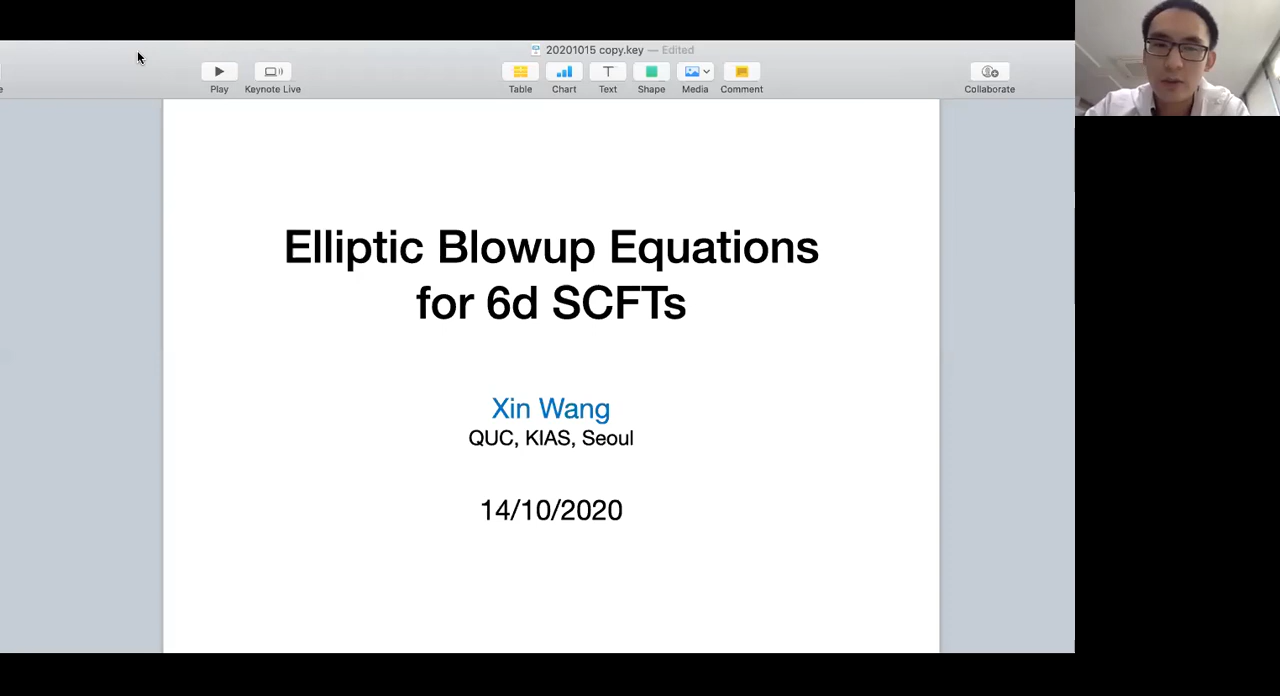 20201015 copy.key — Edited
Play
Keynote Live
Table
Chart
Text
Shape
Media
Comment
Collaborate
Elliptic Blowup Equations
for 6d SCFTs
Xin Wang
QUC, KIAS, Seoul
14/10/2020